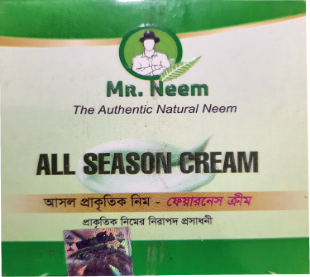 MR. Neem
The Authentic Natural Neem
ALL SEASON CREAM
আসল প্রাকৃতিক নিম - ফেয়ারনেস ক্রীম
প্রাকৃতিক নিমের নিরাপদ প্রসাধনী